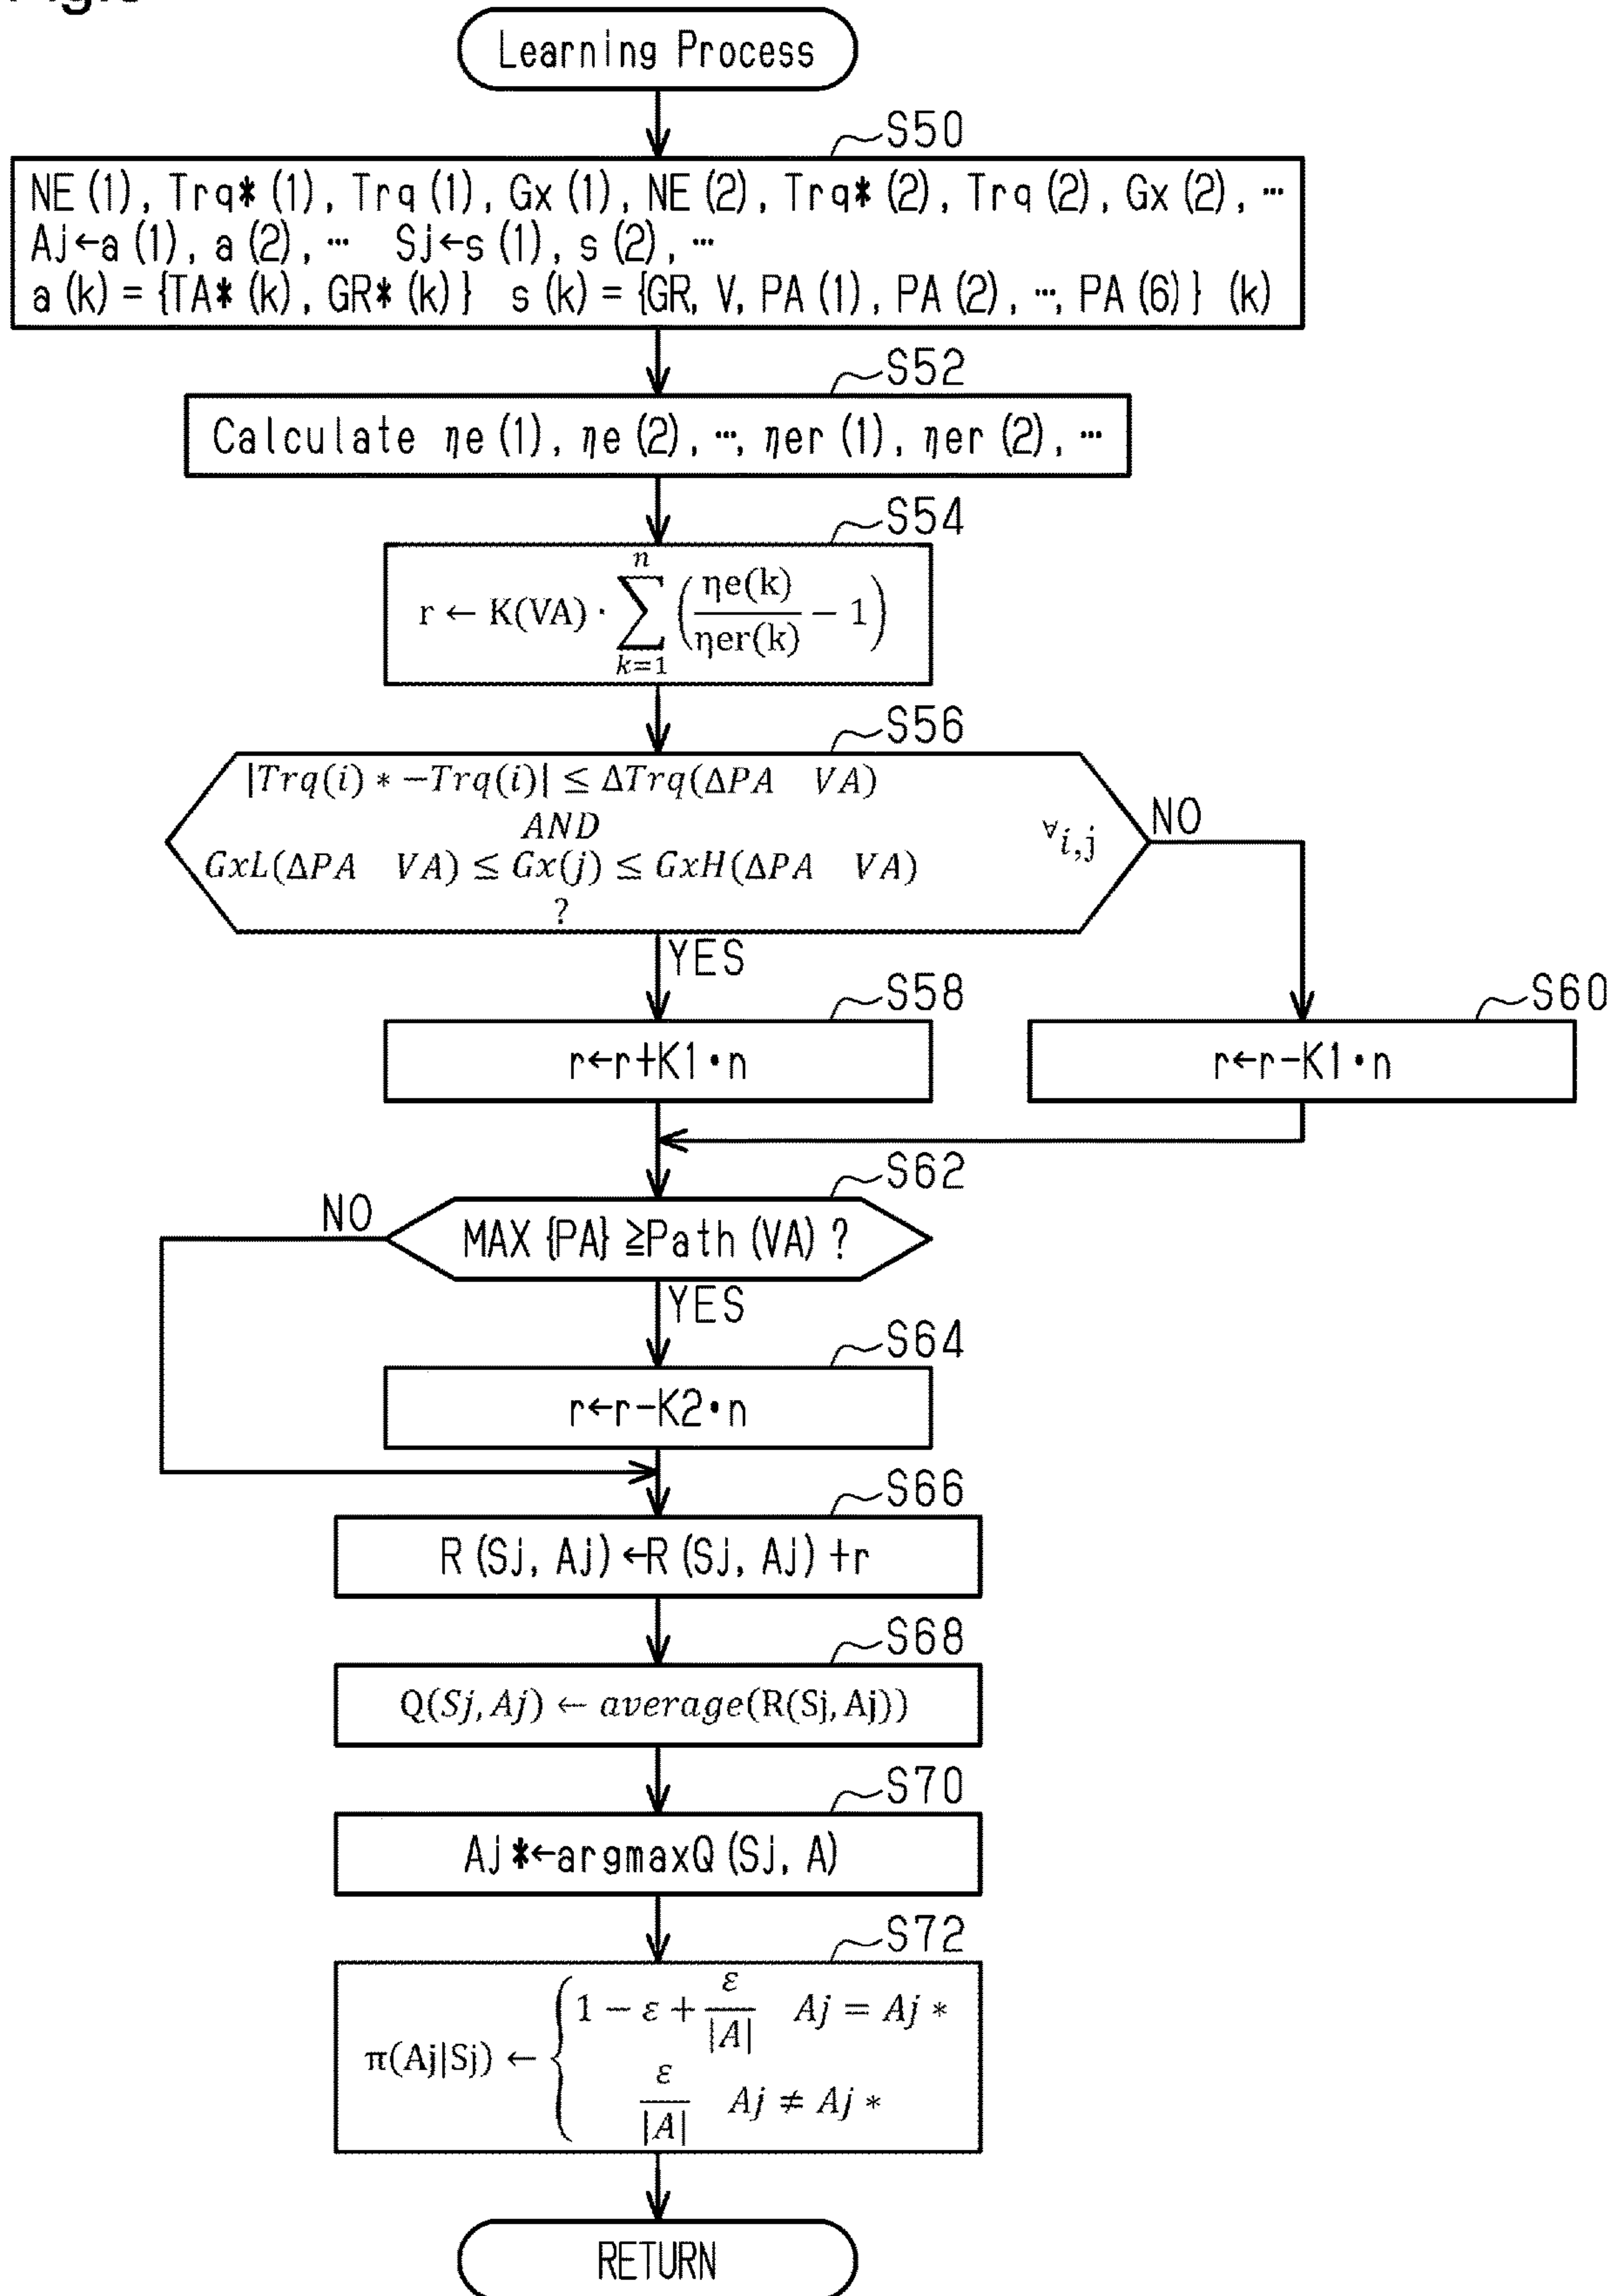 Learning Process
S50
NE(1), Trq*(1), Trq(1), Gx(1), NE(2), Trq*(2), Trq(2), Gx(2), ⋯
Aj←a(1), a(2), ⋯ Sj←s(1), s(2), ⋯
a(k)={TA*(k), GR*(k)} s(k)={GR, V, PA(1), PA(2), ⋯, PA(6)} (k)
S52
Calculate ηe(1), ηe(2), ⋯, ηer(1), ηer(2), ⋯
S54
r ← K(VA)· ∑_{k=1}^{n} (ηe(k)/ηer(k) − 1)
S56
|Trq(i) * −Trq(i)| ≤ ΔTrq(ΔPA VA)
AND
∀i,j
GxL(ΔPA VA) ≦ Gx(j) ≦ GxH(ΔPA VA)
?
NO
YES
S58
r←r+K1•n
S60
r←r−K1•n
S62
MAX{PA}≧Path(VA)?
NO
YES
S64
r←r−K2•n
S66
R(Sj, Aj)←R(Sj, Aj)+r
S68
Q(Sj, Aj) ← average(R(Sj, Aj))
S70
Aj*←argmaxQ(Sj, A)
S72
π(Aj|Sj) ← { 1 − ε + ε/|A| Aj = Aj *
ε/|A| Aj ≠ Aj *
RETURN